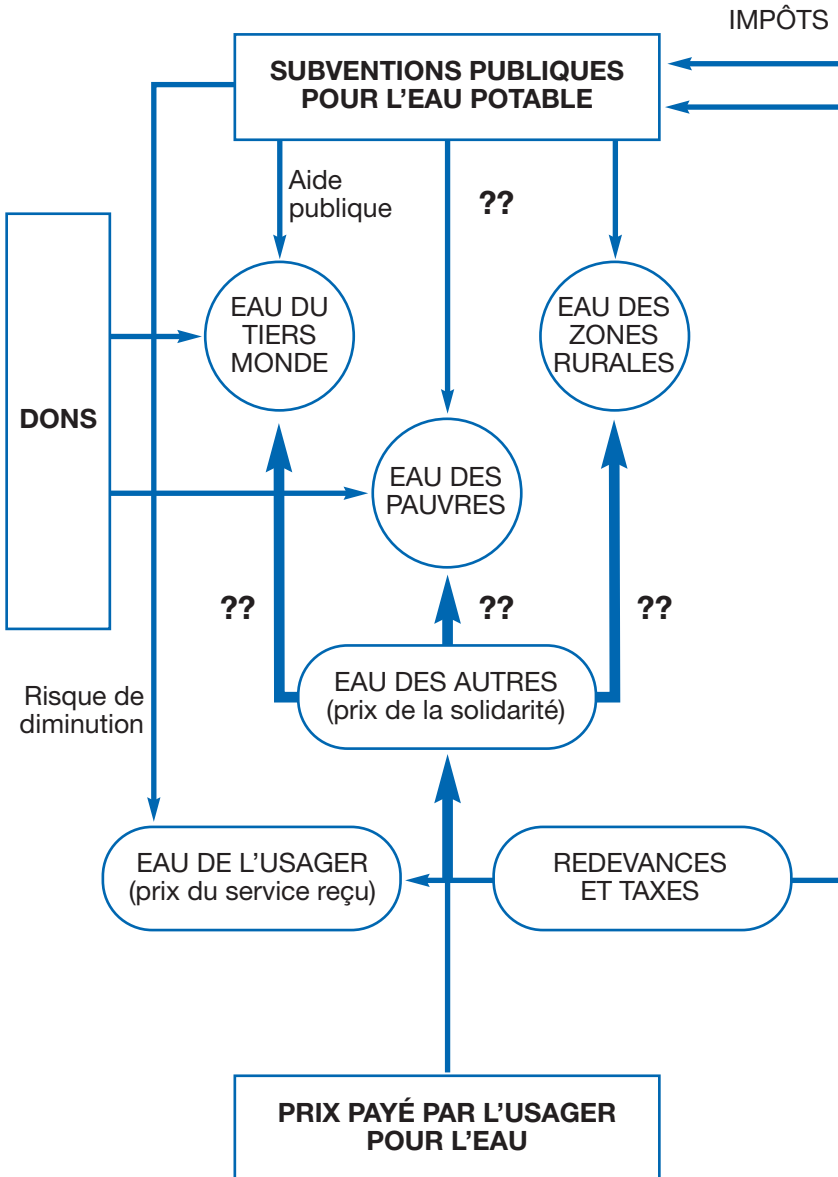 IMPÔTS
SUBVENTIONS PUBLIQUES
POUR L'EAU POTABLE
Aide
publique
??
EAU DU
TIERS
MONDE
EAU DES
ZONES
RURALES
DONS
EAU DES
PAUVRES
??
??
??
EAU DES AUTRES
(prix de la solidarité)
Risque de
diminution
EAU DE L'USAGER
(prix du service reçu)
REDEVANCES
ET TAXES
PRIX PAYÉ PAR L'USAGER
POUR L'EAU